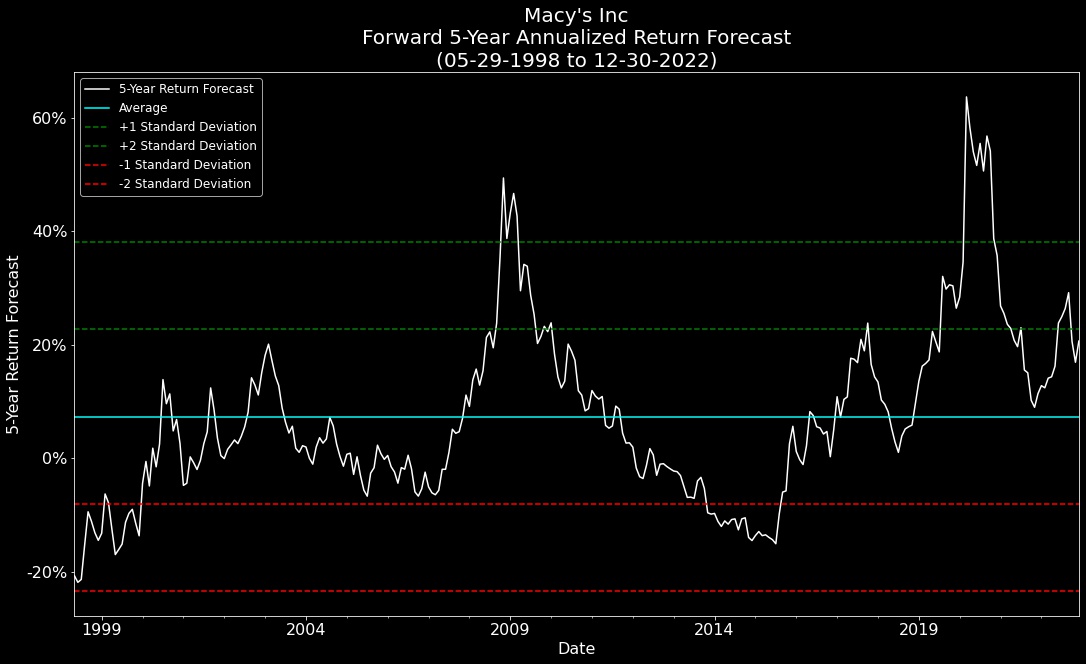 Macy's Inc
Forward 5-Year Annualized Return Forecast
(05-29-1998 to 12-30-2022)
5-Year Return Forecast
Average
+1 Standard Deviation
+2 Standard Deviation
-1 Standard Deviation
-2 Standard Deviation
5-Year Return Forecast
60%
40%
20%
0%
-20%
1999 2004 2009 2014 2019
Date